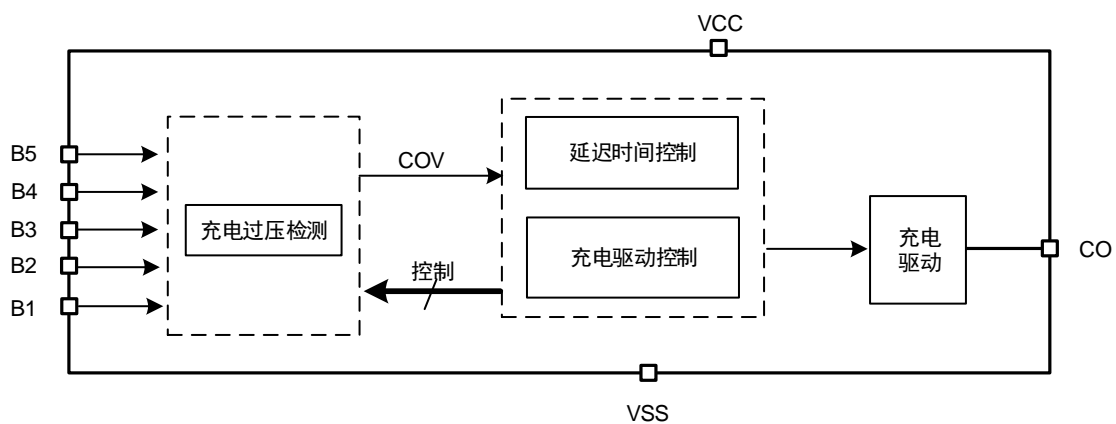 VCC
B5
B4
B3
B2
B1
充电过压检测
COV
控制
延迟时间控制
充电驱动控制
充电
驱动
CO
VSS